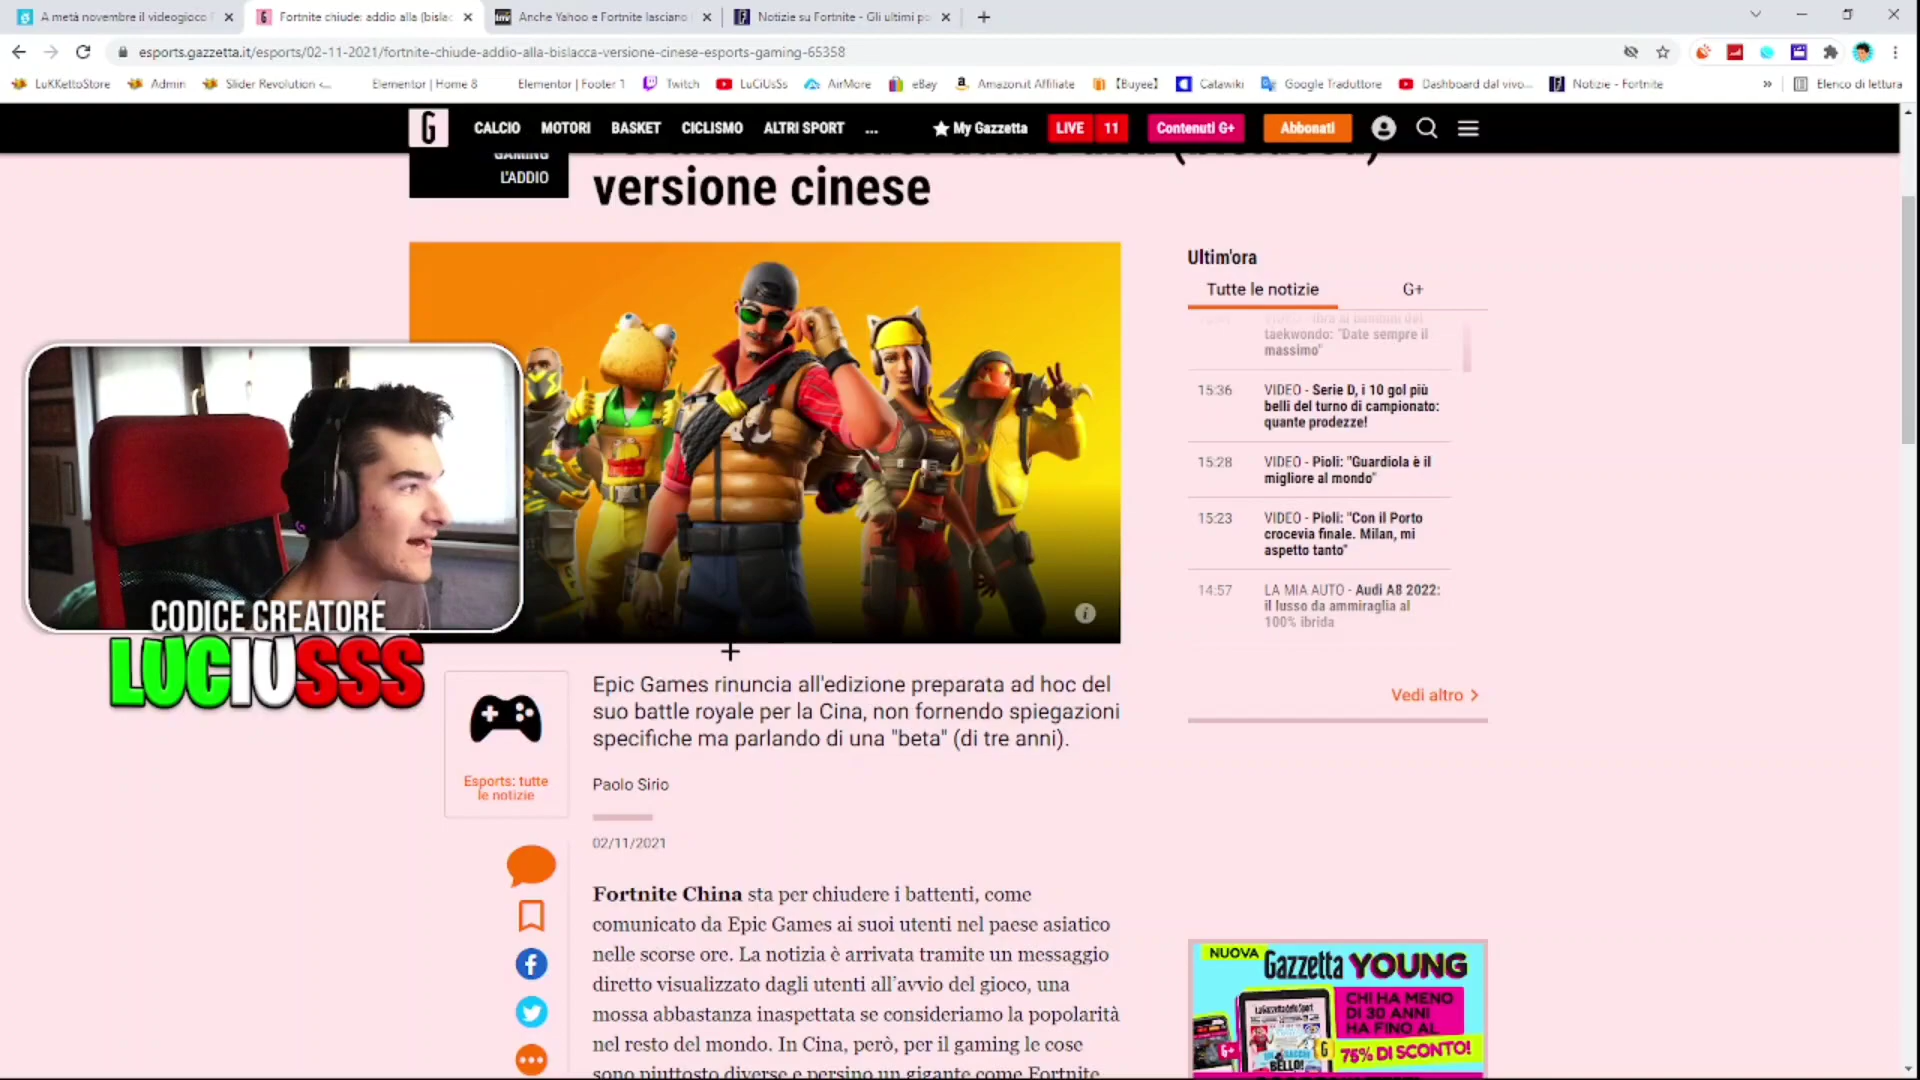 A metà novembre il videogioco F
Fortnite chiude: addio alla (bislac
Anche Yahoo e Fortnite lasciano
Notizie su Fortnite - Gli ultimi po
esports.gazzetta.it/esports/02-11-2021/fortnite-chiude-addio-alla-bislacca-versione-cinese-esports-gaming-65358
LuKKettoStore
Admin
Slider Revolution <...
Elementor | Home 8
Elementor | Footer 1
Twitch
LuCiUsSs
AirMore
eBay
Amazon.it Affiliate
【Buyee】
Catawiki
Google Traduttore
Dashboard dal vivo...
Notizie - Fortnite
»
Elenco di lettura
G
CALCIO
MOTORI
BASKET
CICLISMO
ALTRI SPORT
...
My Gazzetta
LIVE 11
Contenuti G+
Abbonati
GAMING
L'ADDIO
Fortnite chiude: addio alla (bislacca)
versione cinese
Ultim'ora
Tutte le notizie
G+
taekwondo: "Date sempre il
massimo"
15:36
VIDEO - Serie D, i 10 gol più
belli del turno di campionato:
quante prodezze!
15:28
VIDEO - Pioli: "Guardiola è il
migliore al mondo"
15:23
VIDEO - Pioli: "Con il Porto
crocevia finale. Milan, mi
aspetto tanto"
14:57
LA MIA AUTO - Audi A8 2022:
il lusso da ammiraglia al
100% ibrida
Vedi altro >
CODICE CREATORE
LUCIUSSS
Esports: tutte
le notizie
Epic Games rinuncia all'edizione preparata ad hoc del
suo battle royale per la Cina, non fornendo spiegazioni
specifiche ma parlando di una "beta" (di tre anni).
Paolo Sirio
02/11/2021
Fortnite China sta per chiudere i battenti, come
comunicato da Epic Games ai suoi utenti nel paese asiatico
nelle scorse ore. La notizia è arrivata tramite un messaggio
diretto visualizzato dagli utenti all'avvio del gioco, una
mossa abbastanza inaspettata se consideriamo la popolarità
nel resto del mondo. In Cina, però, per il gaming le cose
sono piuttosto diverse e persino un gigante come Fortnite
NUOVA
Gazzetta YOUNG
CHI HA MENO
DI 30 ANNI
HA FINO AL
75% DI SCONTO!